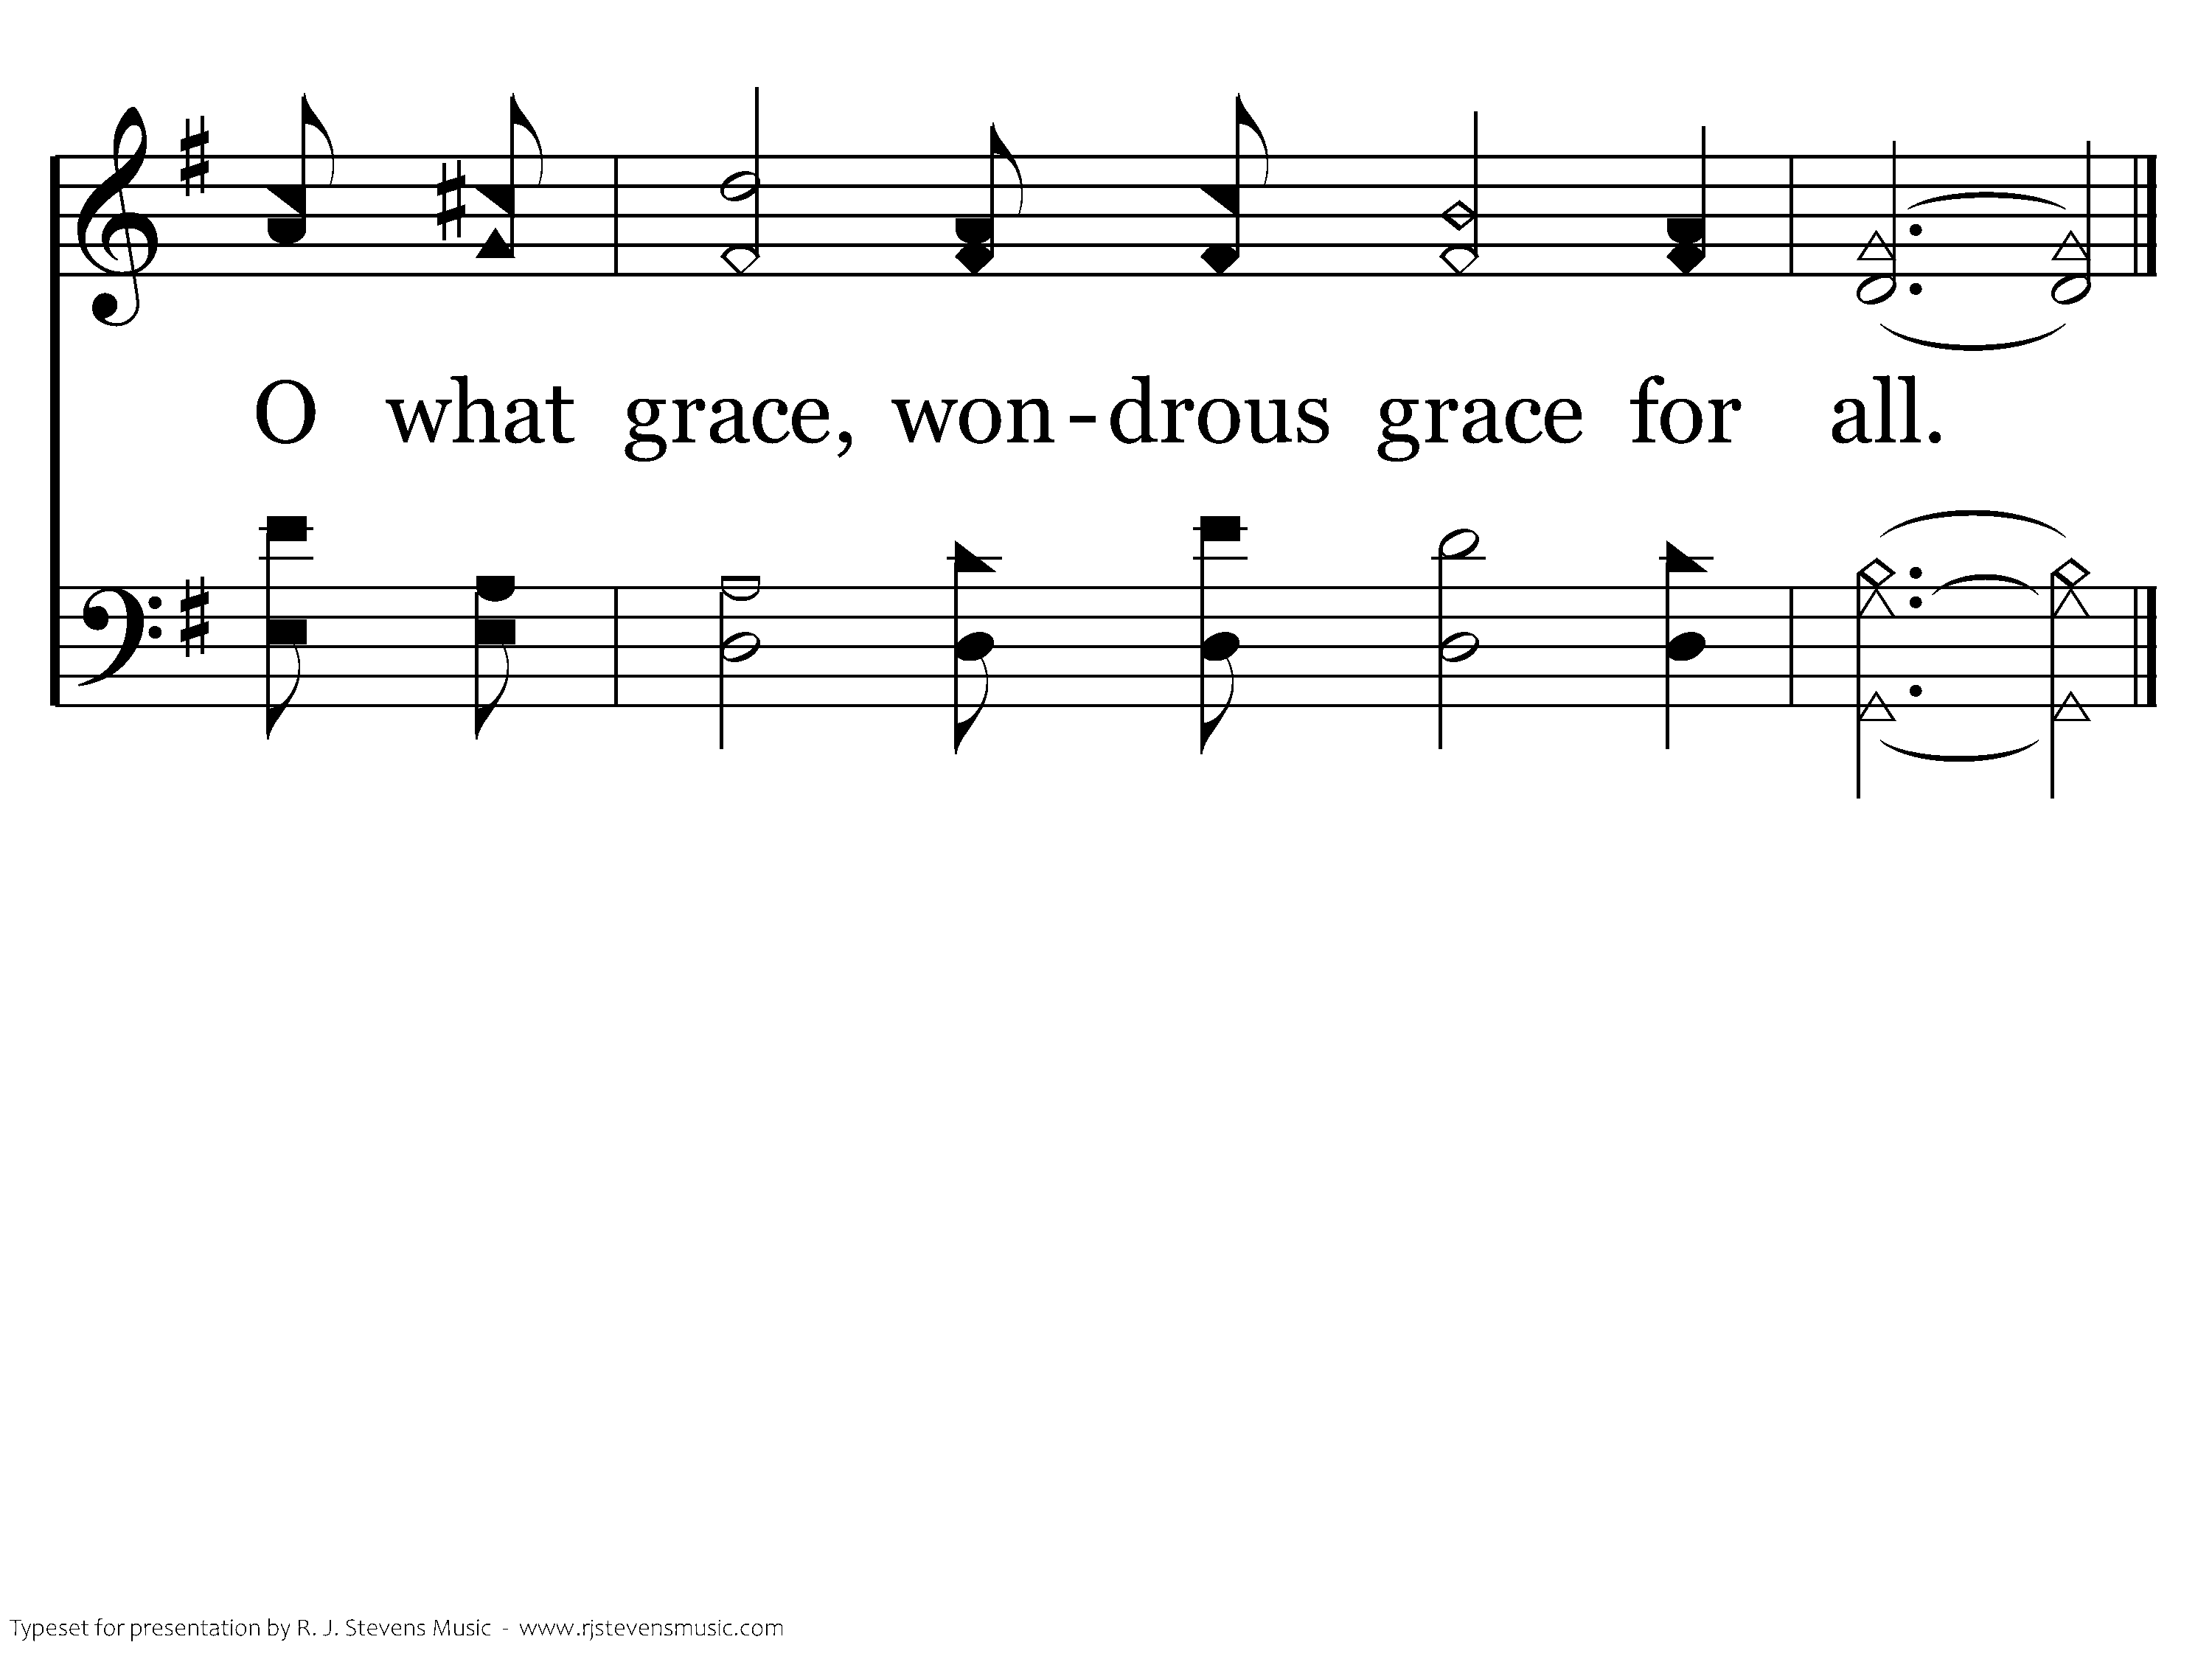 O what grace, won-drous grace for all.
Typeset for presentation by R. J. Stevens Music - www.rjstevensmusic.com